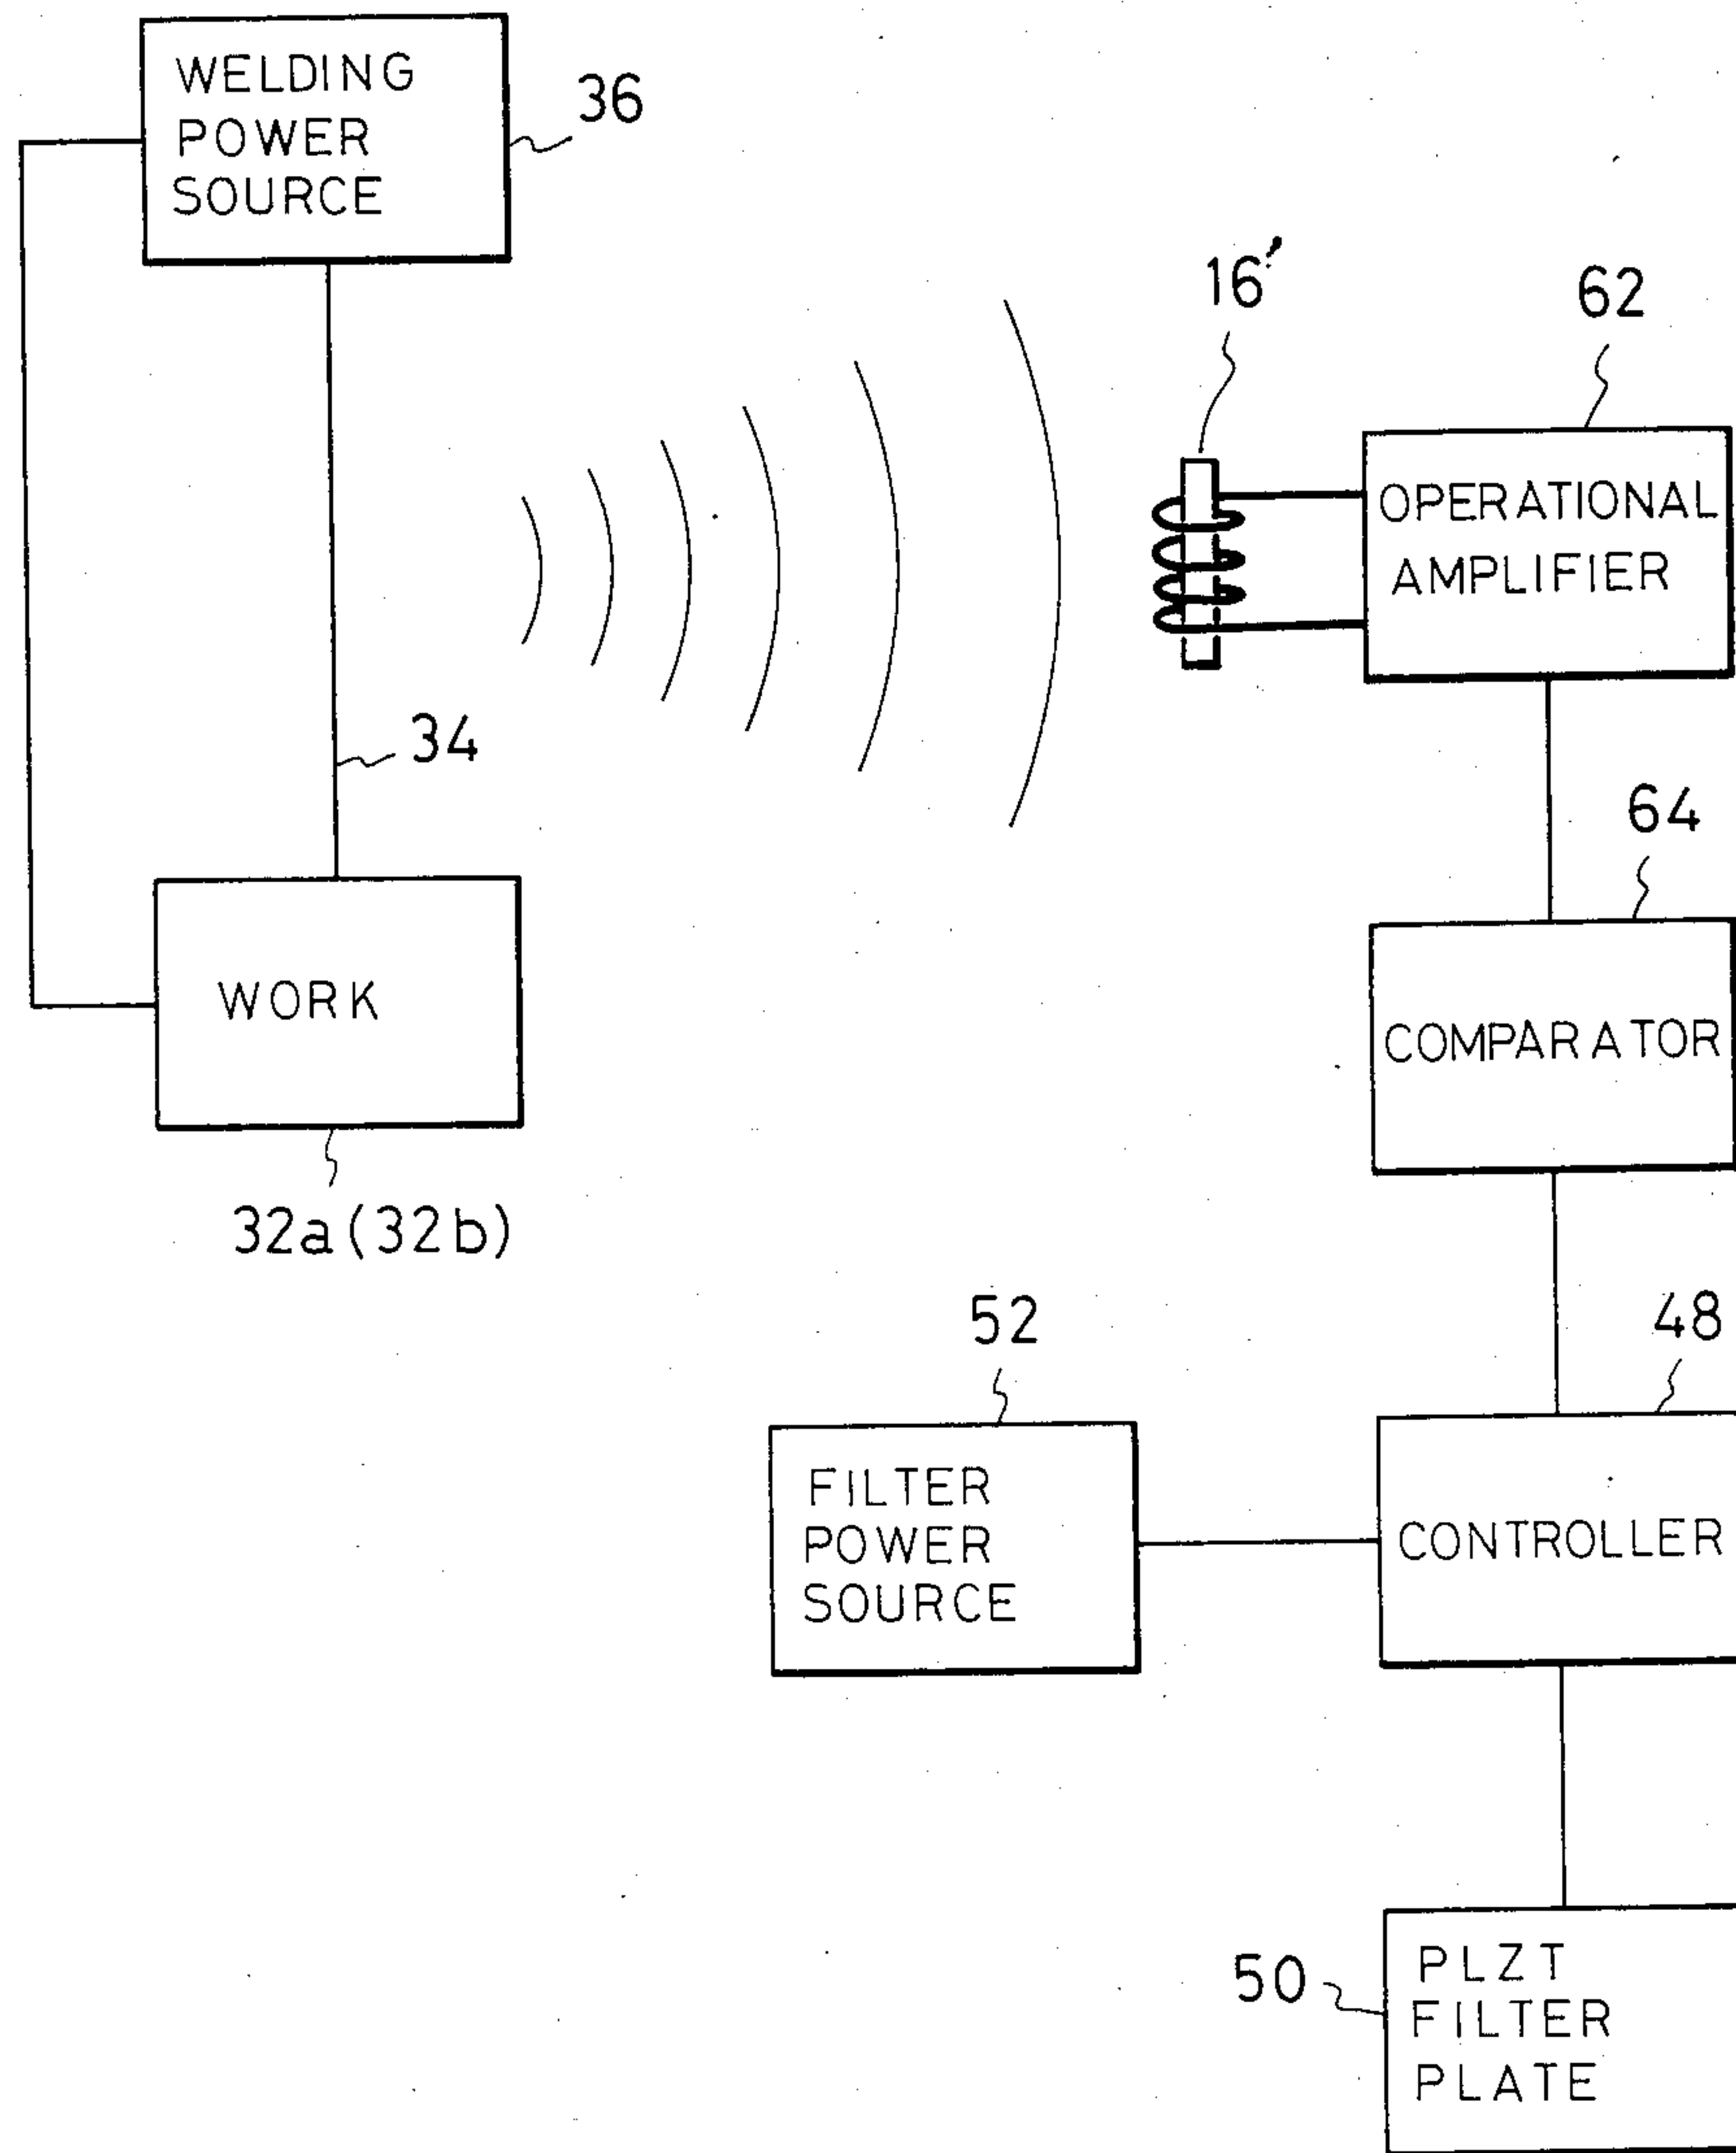 WELDING
POWER
SOURCE
36
16'
62
OPERATIONAL
AMPLIFIER
34
64
WORK
COMPARATOR
32a (32b)
52
48
FILTER
POWER
SOURCE
CONTROLLER
50
PLZT
FILTER
PLATE